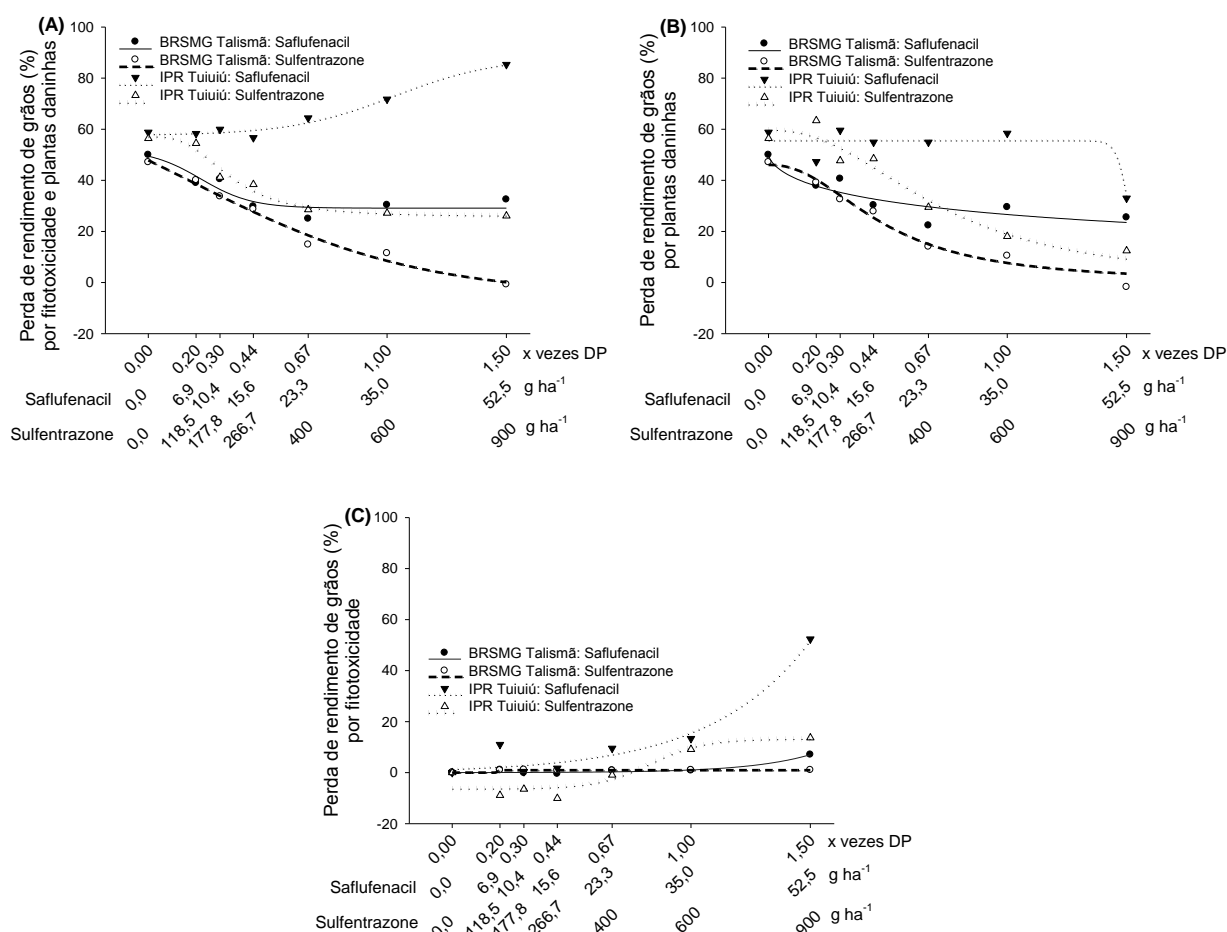 (A)
Perda de rendimento de grãos (%)
por fitotoxicidade e plantas daninhas
100
80
60
40
20
0
-20
BRSMG Talismã: Saflufenacil
BRSMG Talismã: Sulfentrazone
IPR Tuiuiú: Saflufenacil
IPR Tuiuiú: Sulfentrazone
0,00 0,20 0,30 0,44 0,67 1,00 1,50 x vezes DP
Saflufenacil 0,0 6,9 10,4 15,6 23,3 35,0 52,5 g ha⁻¹
Sulfentrazone 0,0 118,5 177,8 266,7 400 600 900 g ha⁻¹
(B)
Perda de rendimento de grãos (%)
por plantas daninhas
100
80
60
40
20
0
-20
BRSMG Talismã: Saflufenacil
BRSMG Talismã: Sulfentrazone
IPR Tuiuiú: Saflufenacil
IPR Tuiuiú: Sulfentrazone
0,00 0,20 0,30 0,44 0,67 1,00 1,50 x vezes DP
Saflufenacil 0,0 6,9 10,4 15,6 23,3 35,0 52,5 g ha⁻¹
Sulfentrazone 0,0 118,5 177,8 266,7 400 600 900 g ha⁻¹
(C)
Perda de rendimento de grãos (%)
por fitotoxicidade
100
80
60
40
20
0
-20
BRSMG Talismã: Saflufenacil
BRSMG Talismã: Sulfentrazone
IPR Tuiuiú: Saflufenacil
IPR Tuiuiú: Sulfentrazone
0,00 0,20 0,30 0,44 0,67 1,00 1,50 x vezes DP
Saflufenacil 0,0 6,9 10,4 15,6 23,3 35,0 52,5 g ha⁻¹
Sulfentrazone 0,0 118,5 177,8 266,7 400 600 900 g ha⁻¹